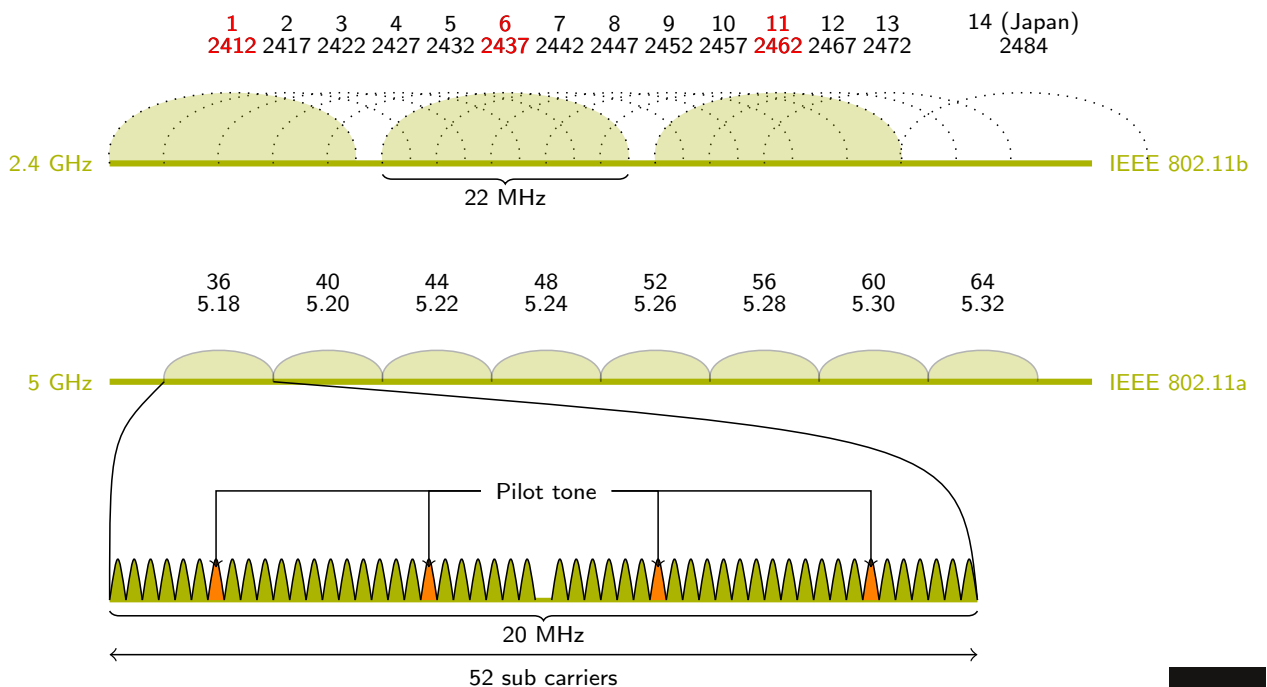 1 2 3 4 5 6 7 8 9 10 11 12 13 14 (Japan)
2412 2417 2422 2427 2432 2437 2442 2447 2452 2457 2462 2467 2472 2484
2.4 GHz IEEE 802.11b
22 MHz
36 40 44 48 52 56 60 64
5.18 5.20 5.22 5.24 5.26 5.28 5.30 5.32
5 GHz IEEE 802.11a
Pilot tone
20 MHz
52 sub carriers